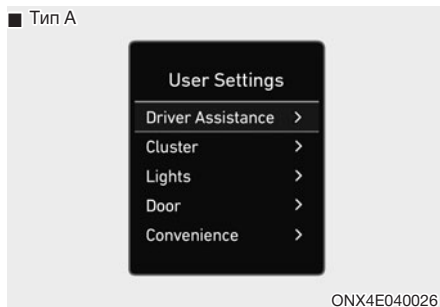 ■ Тип A
User Settings
Driver Assistance >
Cluster >
Lights >
Door >
Convenience >
ONX4E040026